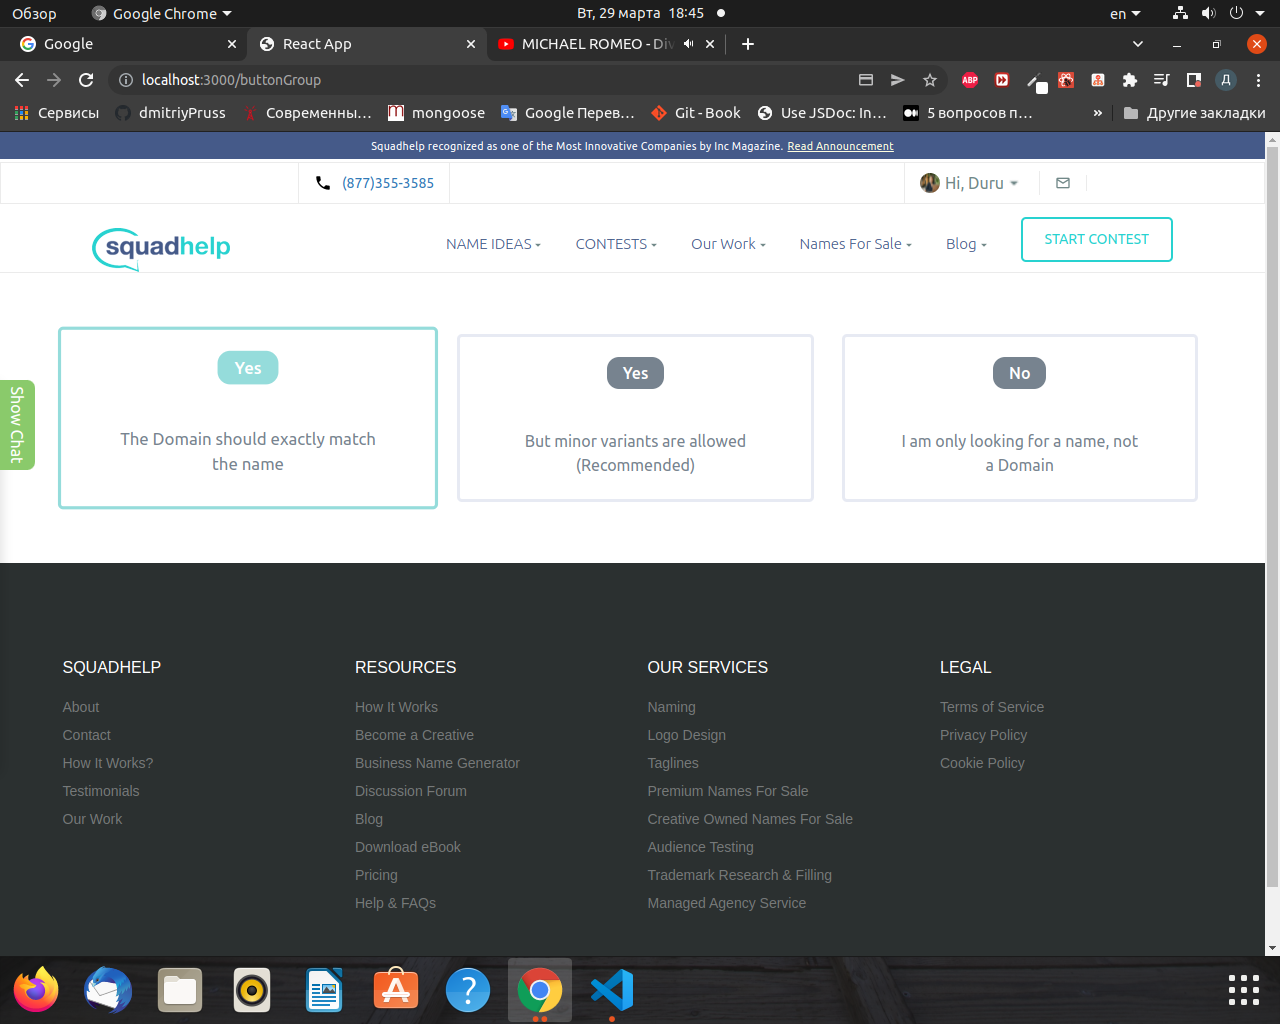 Обзор
Google Chrome
Вт, 29 марта 18:45
en
Google
React App
MICHAEL ROMEO - Div
localhost:3000/buttonGroup
ABP
Д
Сервисы
dmitriyPruss
Современны…
mongoose
Google Перев…
Git - Book
Use JSDoc: In…
5 вопросов п…
»
Другие закладки
Squadhelp recognized as one of the Most Innovative Companies by Inc Magazine. Read Announcement
(877)355-3585
Hi, Duru
squadhelp
NAME IDEAS
CONTESTS
Our Work
Names For Sale
Blog
START CONTEST
Yes
The Domain should exactly match
the name
Yes
But minor variants are allowed
(Recommended)
No
I am only looking for a name, not
a Domain
Show Chat
SQUADHELP
About
Contact
How It Works?
Testimonials
Our Work
RESOURCES
How It Works
Become a Creative
Business Name Generator
Discussion Forum
Blog
Download eBook
Pricing
Help & FAQs
OUR SERVICES
Naming
Logo Design
Taglines
Premium Names For Sale
Creative Owned Names For Sale
Audience Testing
Trademark Research & Filling
Managed Agency Service
LEGAL
Terms of Service
Privacy Policy
Cookie Policy